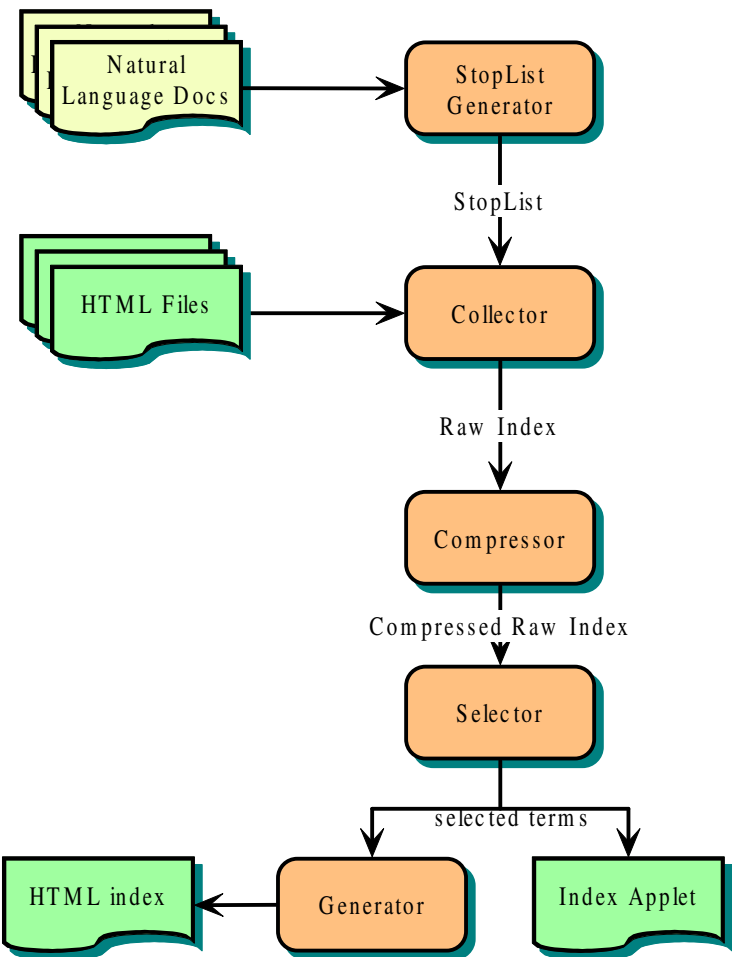 Natural
Language Docs
StopList
Generator
StopList
HTML Files
Collector
Raw Index
Compressor
Compressed Raw Index
Selector
selected terms
HTML index
Generator
Index Applet